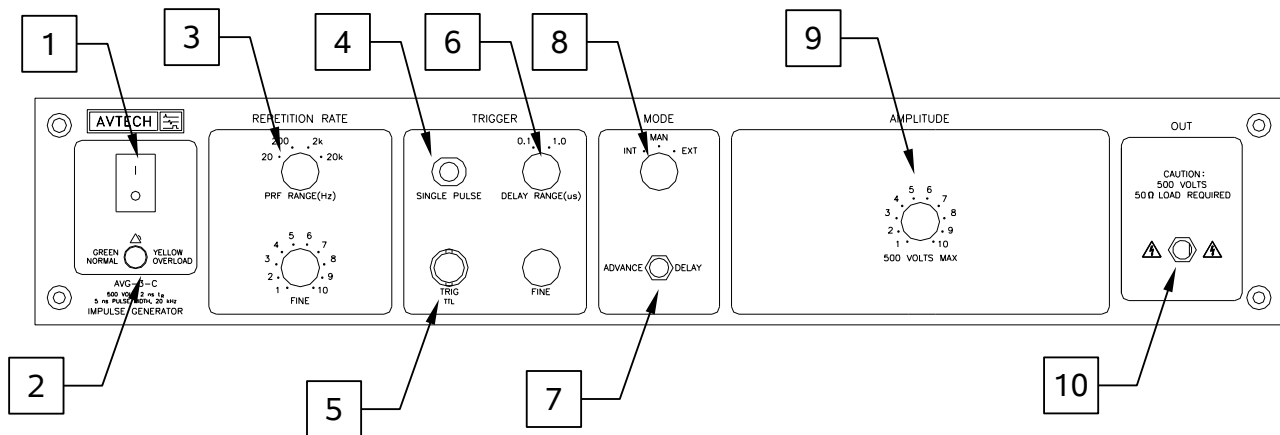 1
3
4
6
8
9
AVTECH
REPETITION RATE
TRIGGER
MODE
AMPLITUDE
OUT
I
O
GREEN NORMAL
YELLOW OVERLOAD
AVG-3-C
500 VOLT, 2 ns tR
5 ns PULSE WIDTH, 20 kHz
IMPULSE GENERATOR
20 200 2k 20k
PRF RANGE(Hz)
1 2 3 4 5 6 7 8 9 10
FINE
SINGLE PULSE
0.1 1.0
DELAY RANGE(us)
TRIG
TTL
FINE
INT MAN EXT
ADVANCE DELAY
1 2 3 4 5 6 7 8 9 10
500 VOLTS MAX
CAUTION:
500 VOLTS
50Ω LOAD REQUIRED
2
5
7
10